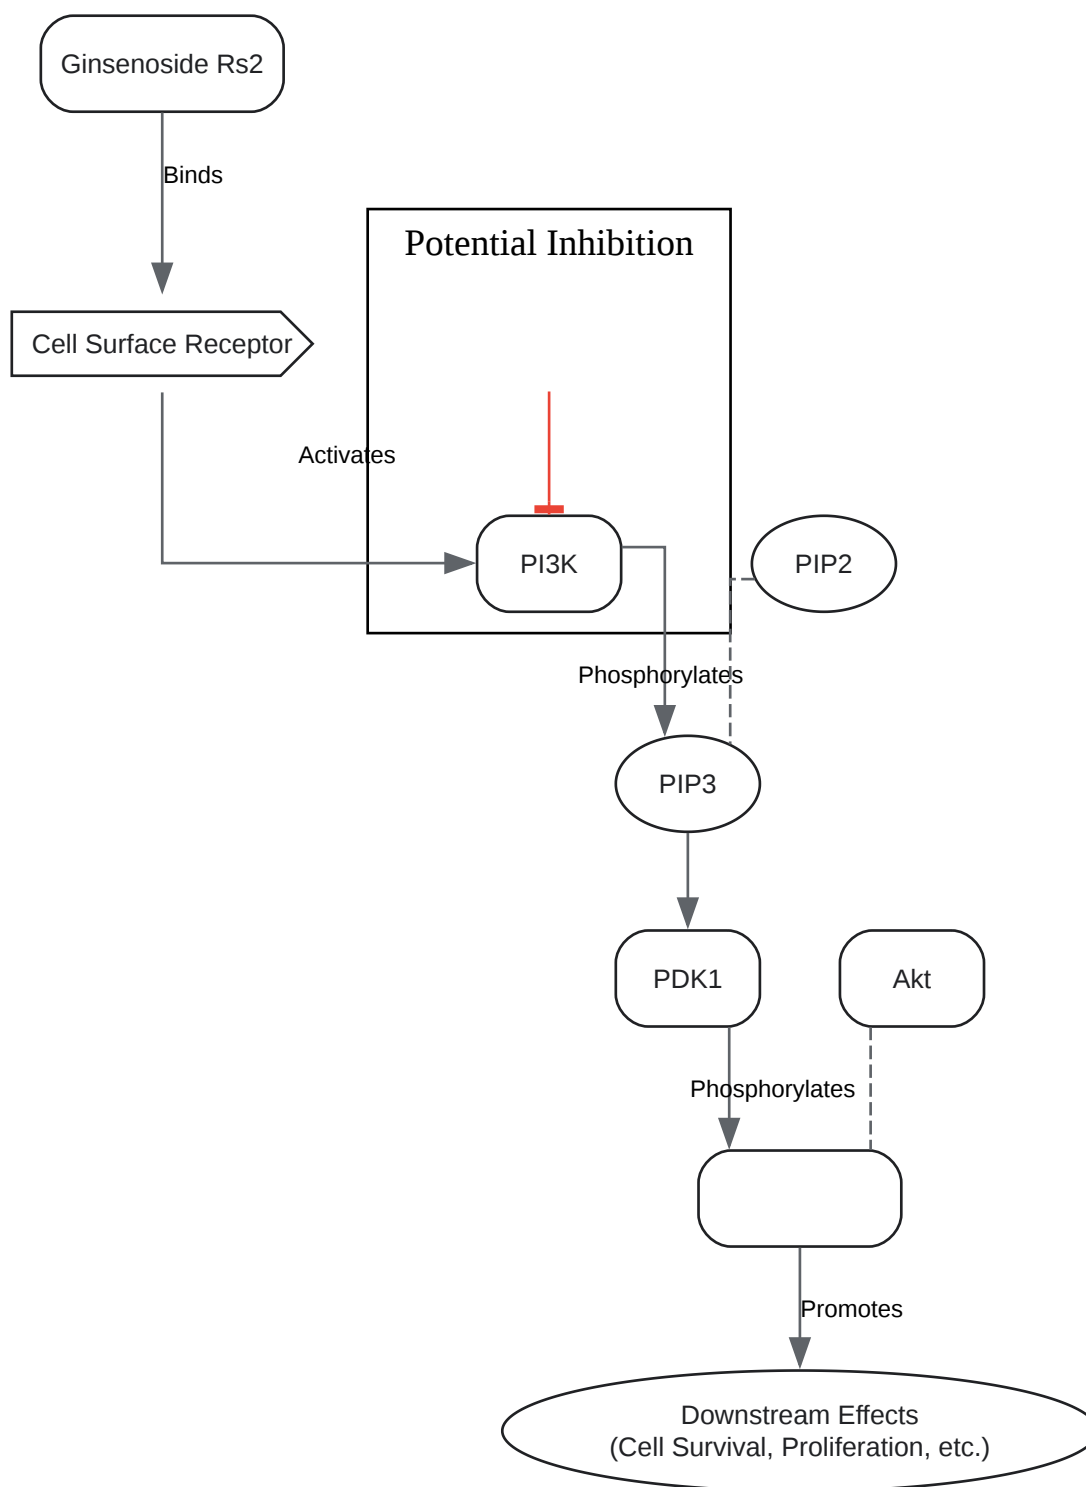 Ginsenoside Rs2
Binds
Potential Inhibition
Cell Surface Receptor
Activates
PI3K
PIP2
Phosphorylates
PIP3
PDK1
Akt
Phosphorylates
Promotes
Downstream Effects
(Cell Survival, Proliferation, etc.)